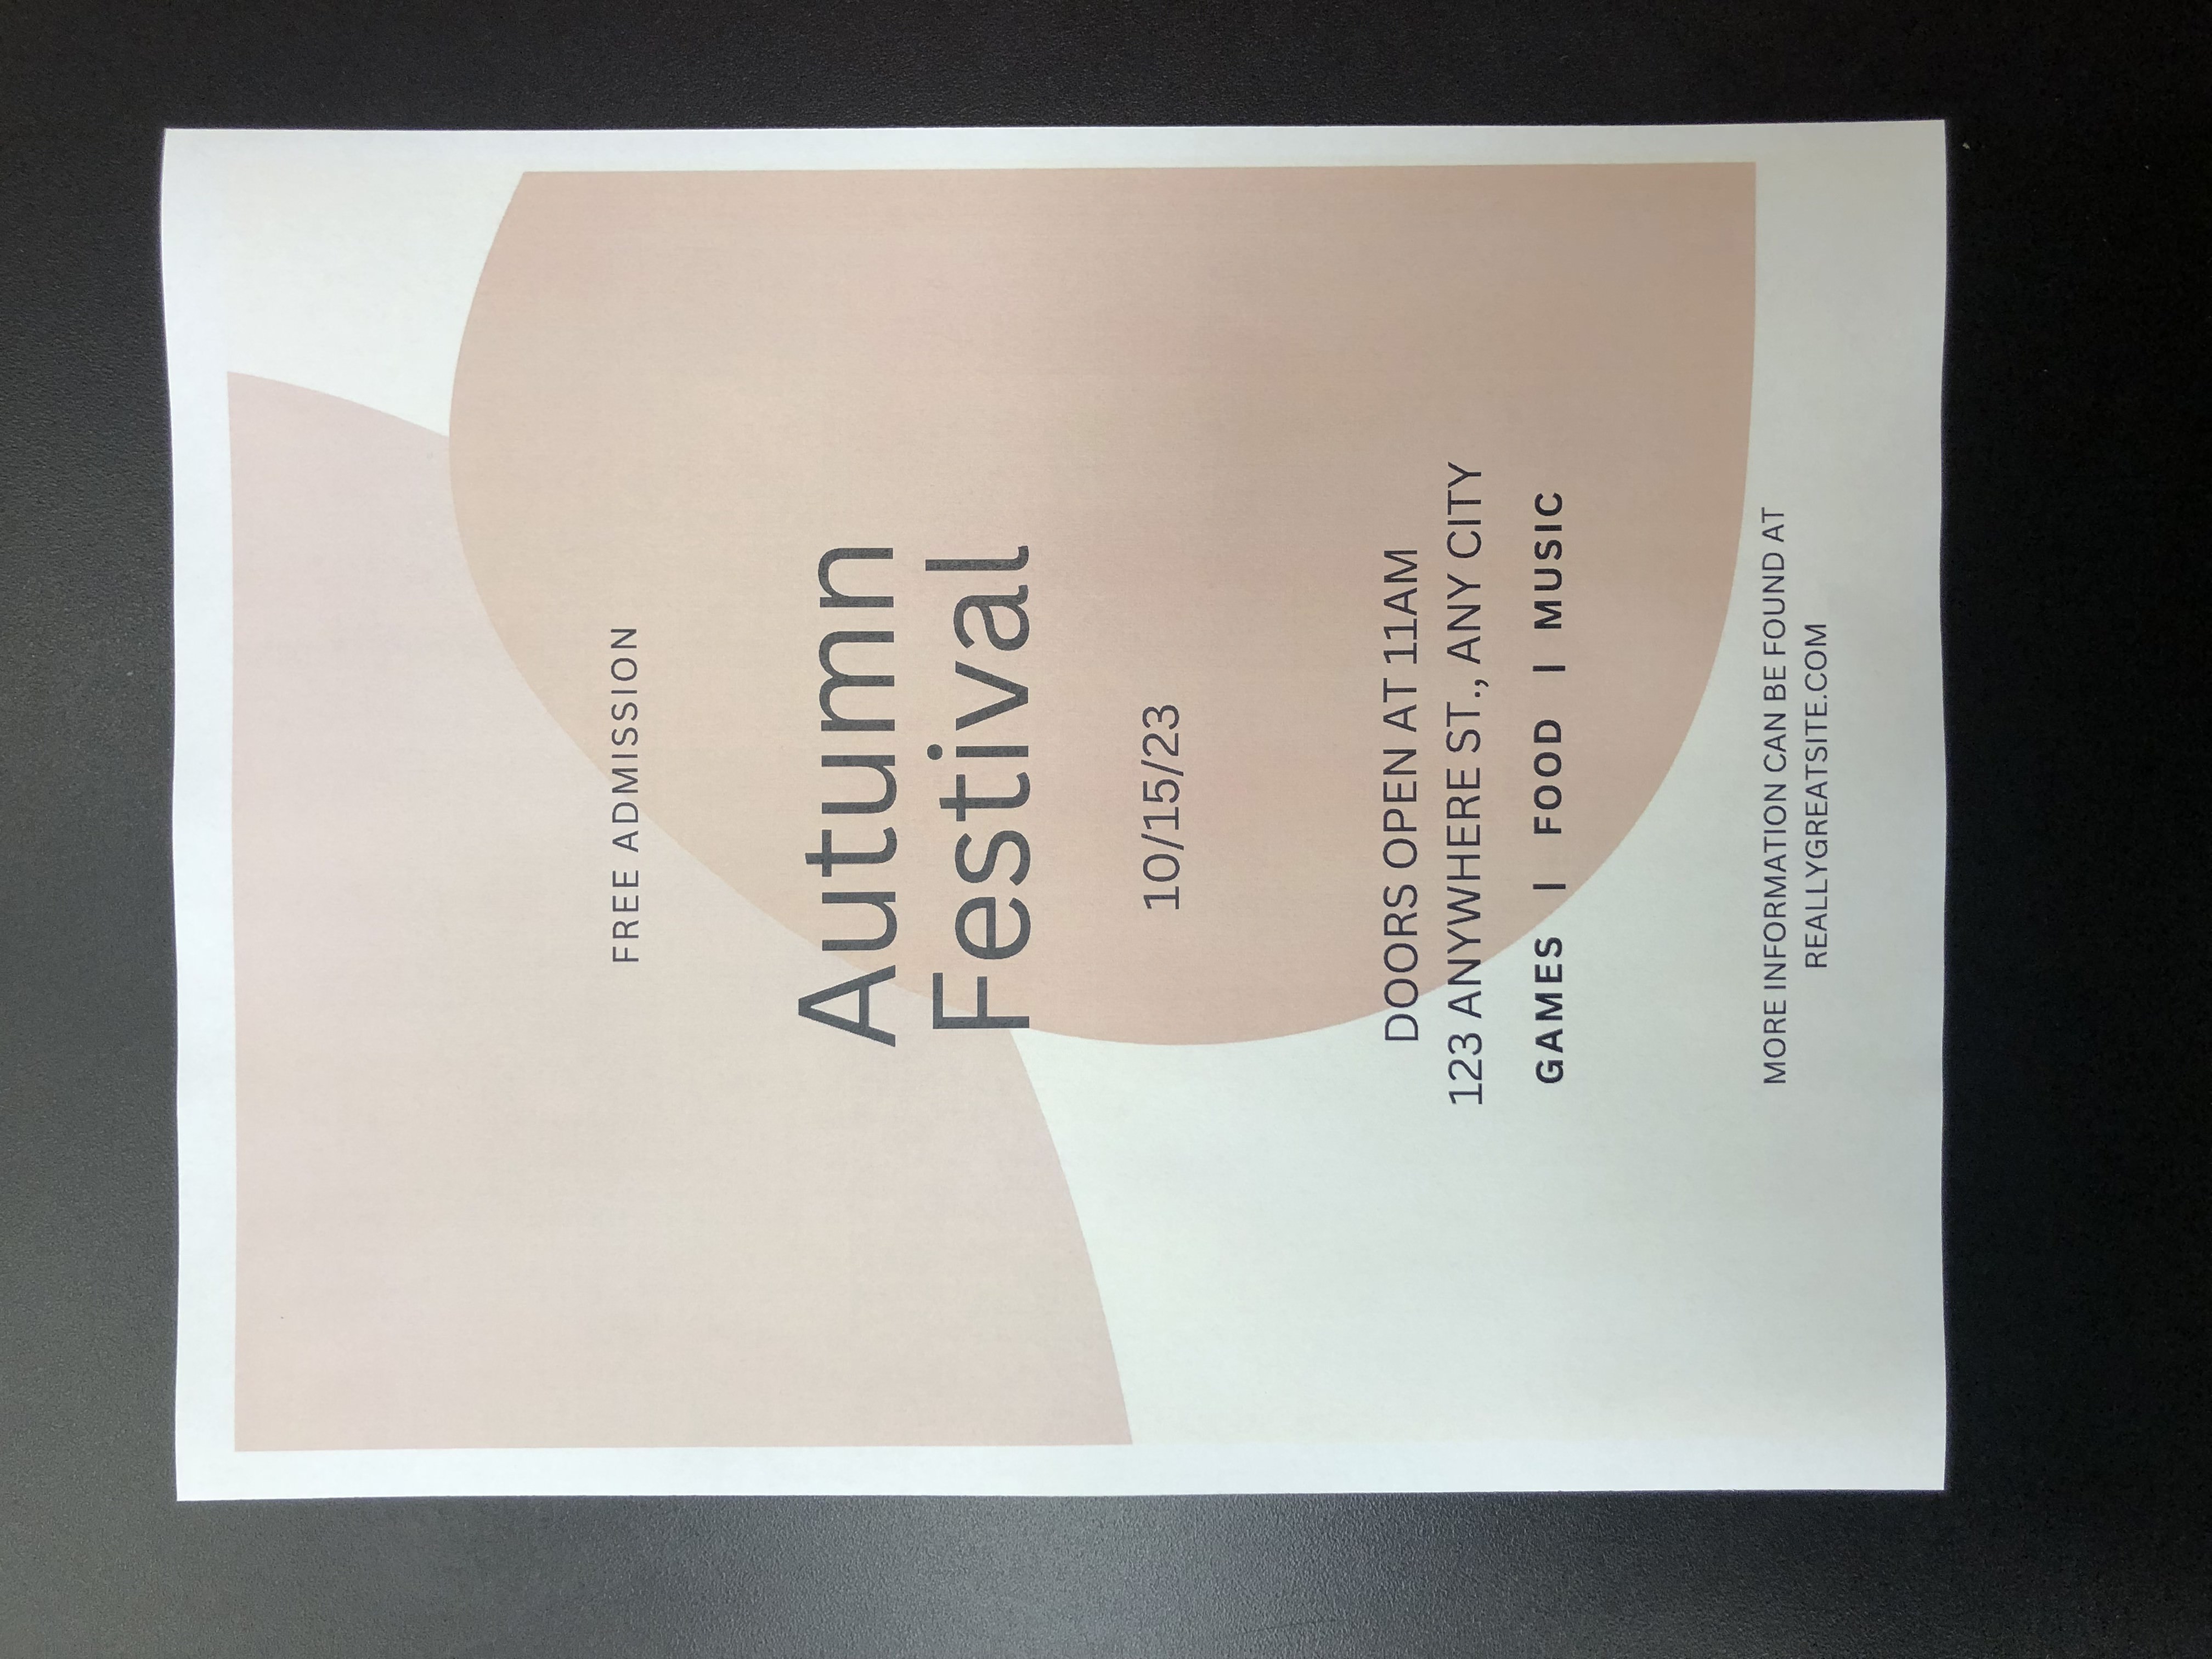 FREE ADMISSION
Autumn
Festival
10/15/23
DOORS OPEN AT 11AM
123 ANYWHERE ST., ANY CITY
GAMES | FOOD | MUSIC
MORE INFORMATION CAN BE FOUND AT
REALLYGREATSITE.COM